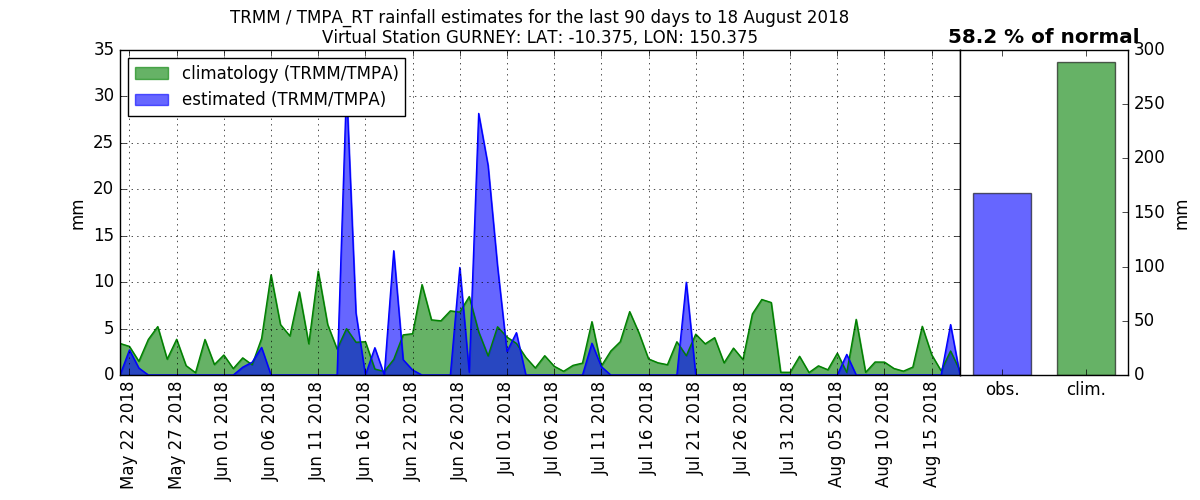 TRMM / TMPA_RT rainfall estimates for the last 90 days to 18 August 2018
Virtual Station GURNEY: LAT: -10.375, LON: 150.375
58.2 % of normal
climatology (TRMM/TMPA)
estimated (TRMM/TMPA)
35
30
25
20
15
10
5
0
mm
May 22 2018
May 27 2018
Jun 01 2018
Jun 06 2018
Jun 11 2018
Jun 16 2018
Jun 21 2018
Jun 26 2018
Jul 01 2018
Jul 06 2018
Jul 11 2018
Jul 16 2018
Jul 21 2018
Jul 26 2018
Jul 31 2018
Aug 05 2018
Aug 10 2018
Aug 15 2018
obs.
clim.
300
250
200
150
100
50
0
mm